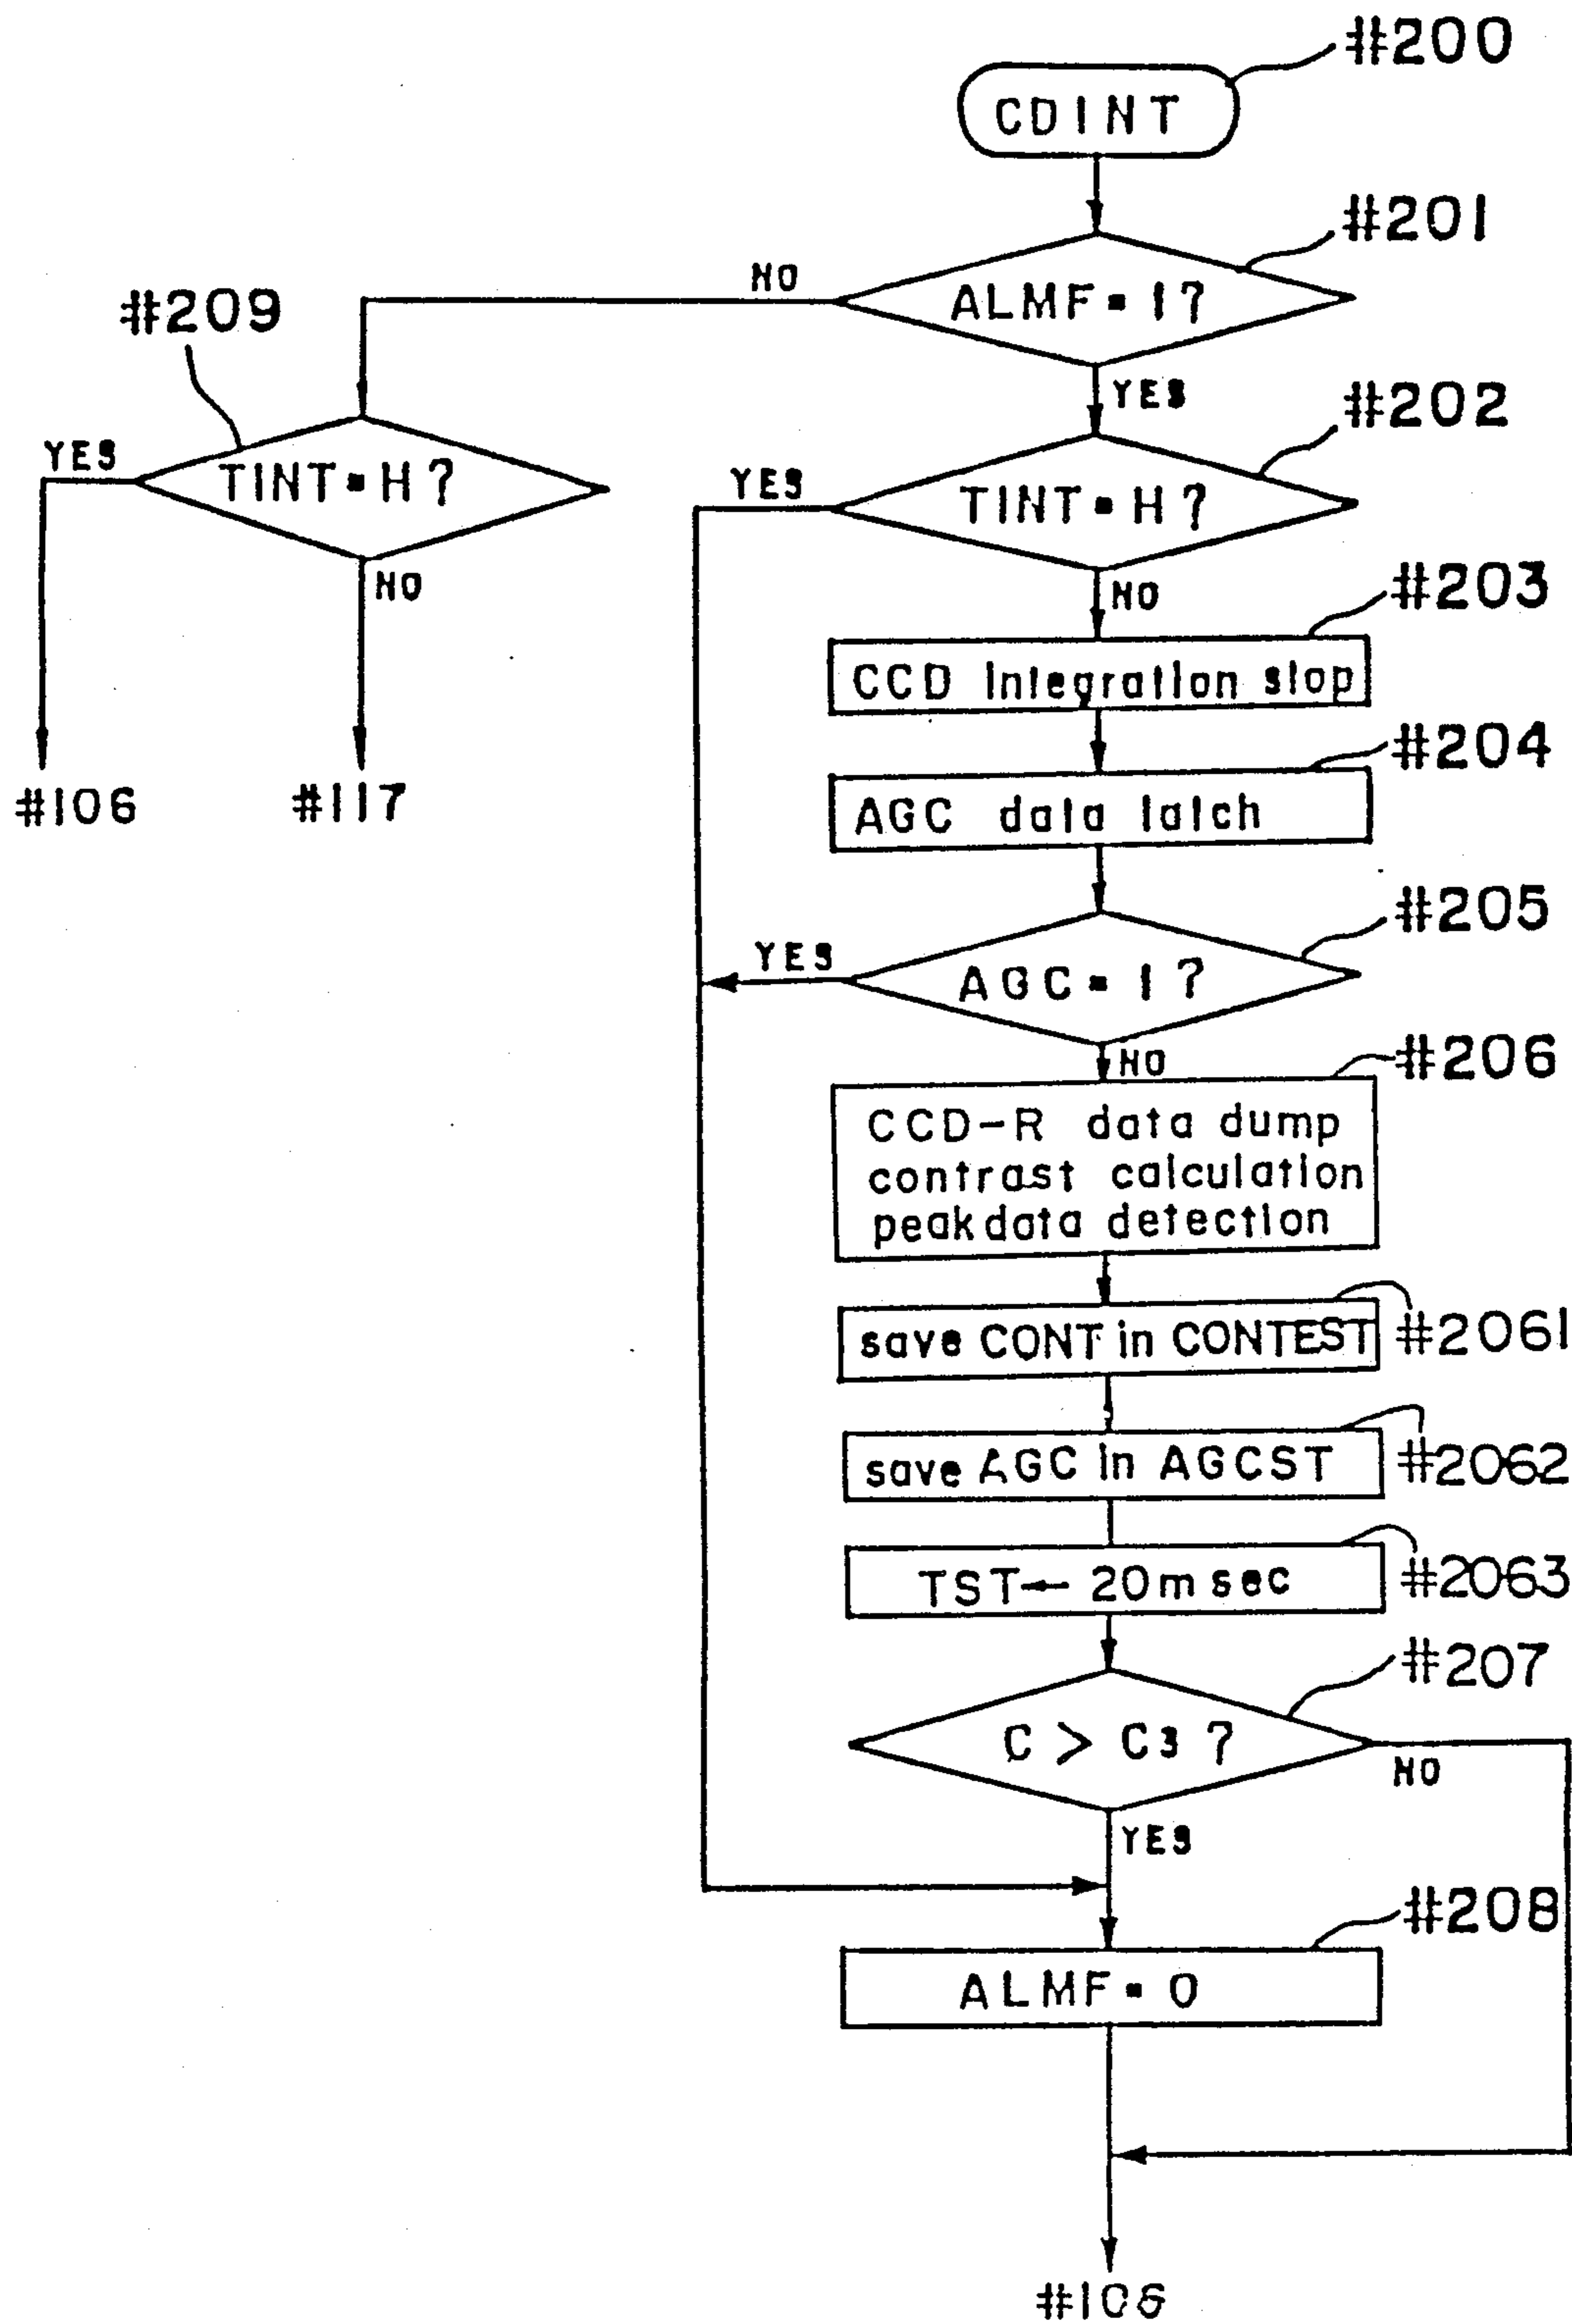 #200
CDINT
#201
NO
ALMF = 1 ?
#209
YES
#202
YES
TINT = H ?
YES
TINT = H ?
NO
NO
#203
CCD Integration stop
#204
#106
#117
AGC data latch
#205
YES
AGC = 1 ?
NO
#206
CCD-R data dump
contrast calculation
peak data detection
save CONT in CONTEST
#2061
save AGC in AGCST
#2062
TST ← 20 msec
#2063
#207
C > C3 ?
NO
YES
#208
ALMF = 0